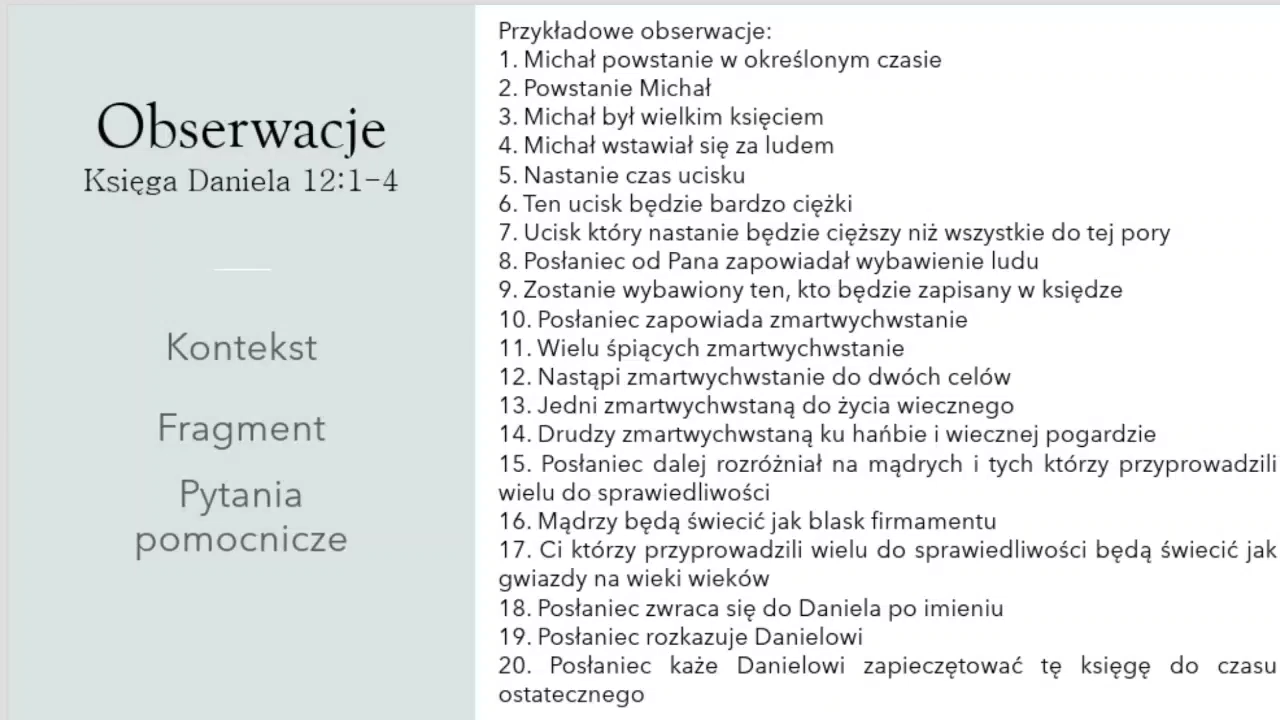 Obserwacje
Księga Daniela 12:1-4
Kontekst
Fragment
Pytania
pomocnicze
Przykładowe obserwacje:
1. Michał powstanie w określonym czasie
2. Powstanie Michał
3. Michał był wielkim księciem
4. Michał wstawiał się za ludem
5. Nastanie czas ucisku
6. Ten ucisk będzie bardzo ciężki
7. Ucisk który nastanie będzie cięższy niż wszystkie do tej pory
8. Posłaniec od Pana zapowiadał wybawienie ludu
9. Zostanie wybawiony ten, kto będzie zapisany w księdze
10. Posłaniec zapowiada zmartwychwstanie
11. Wielu śpiących zmartwychwstanie
12. Nastąpi zmartwychwstanie do dwóch celów
13. Jedni zmartwychwstaną do życia wiecznego
14. Drudzy zmartwychwstaną ku hańbie i wiecznej pogardzie
15. Posłaniec dalej rozróżniał na mądrych i tych którzy przyprowadzili
wielu do sprawiedliwości
16. Mądrzy będą świecić jak blask firmamentu
17. Ci którzy przyprowadzili wielu do sprawiedliwości będą świecić jak
gwiazdy na wieki wieków
18. Posłaniec zwraca się do Daniela po imieniu
19. Posłaniec rozkazuje Danielowi
20. Posłaniec każe Danielowi zapieczętować tę księgę do czasu
ostatecznego